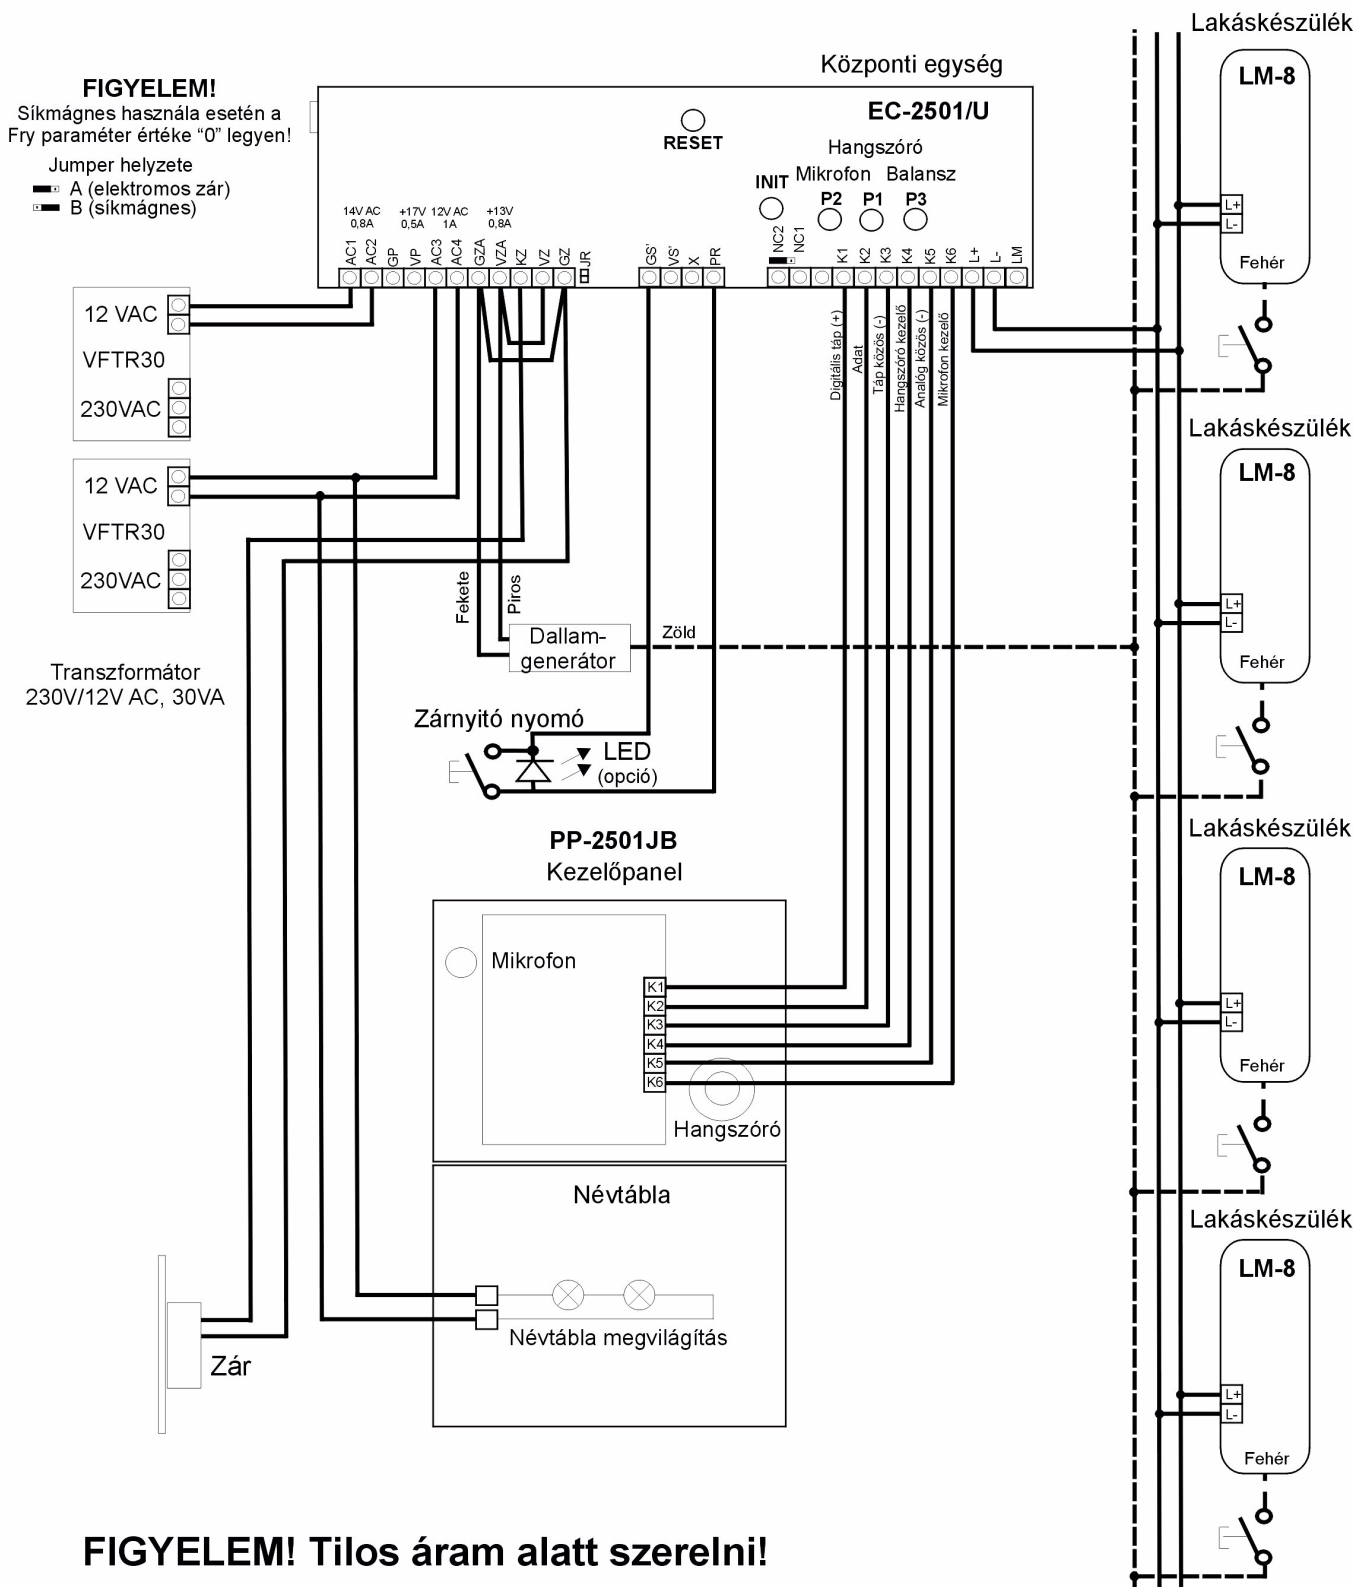 Lakáskészülék
LM-8
L+
L-
Fehér
Központi egység
EC-2501/U
FIGYELEM!
Síkmágnes használa esetén a
Fry paraméter értéke “0” legyen!
Jumper helyzete
A (elektromos zár)
B (síkmágnes)
RESET
Hangszóró
Mikrofon Balansz
INIT
P2 P1 P3
14V AC
0,8A
+17V
0,5A
12V AC
1A
+13V
0,8A
AC1
AC2
GP
VP
AC3
AC4
GZA
VZA
KZ
VZ
GZ
JR
GS'
VS'
X
PR
NC2
NC1
K1
K2
K3
K4
K5
K6
L+
L-
LM
Digitális táp (+)
Adat
Táp közös (-)
Hangszóró kezelő
Analóg közös (-)
Mikrofon kezelő
12 VAC
VFTR30
230VAC
12 VAC
VFTR30
230VAC
Transzformátor
230V/12V AC, 30VA
Fekete
Piros
Dallam-
generátor
Zöld
Zárnyitó nyomó
LED
(opció)
Lakáskészülék
LM-8
L+
L-
Fehér
PP-2501JB
Kezelőpanel
Mikrofon
K1
K2
K3
K4
K5
K6
Hangszóró
Lakáskészülék
LM-8
L+
L-
Fehér
Névtábla
Névtábla megvilágítás
Zár
Lakáskészülék
LM-8
L+
L-
Fehér
FIGYELEM! Tilos áram alatt szerelni!